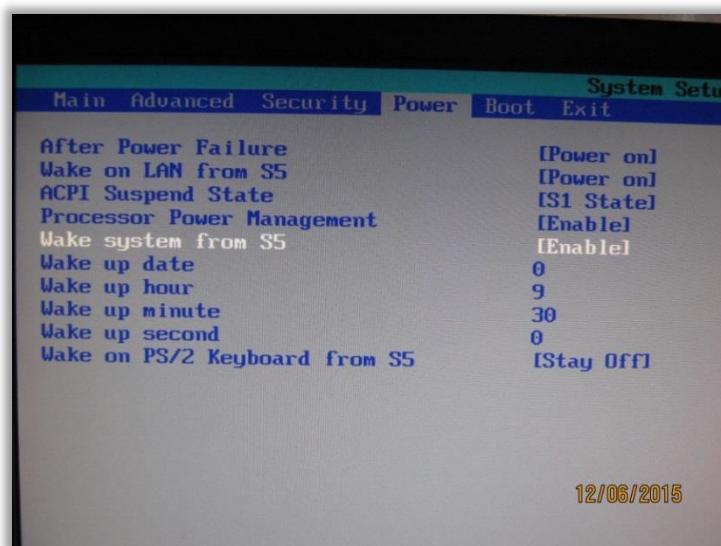 System Setu
Main Advanced Security Power Boot Exit
After Power Failure [Power on]
Wake on LAN from S5 [Power on]
ACPI Suspend State [S1 State]
Processor Power Management [Enable]
Wake system from S5 [Enable]
Wake up date 0
Wake up hour 9
Wake up minute 30
Wake up second 0
Wake on PS/2 Keyboard from S5 [Stay Off]
12/06/2015